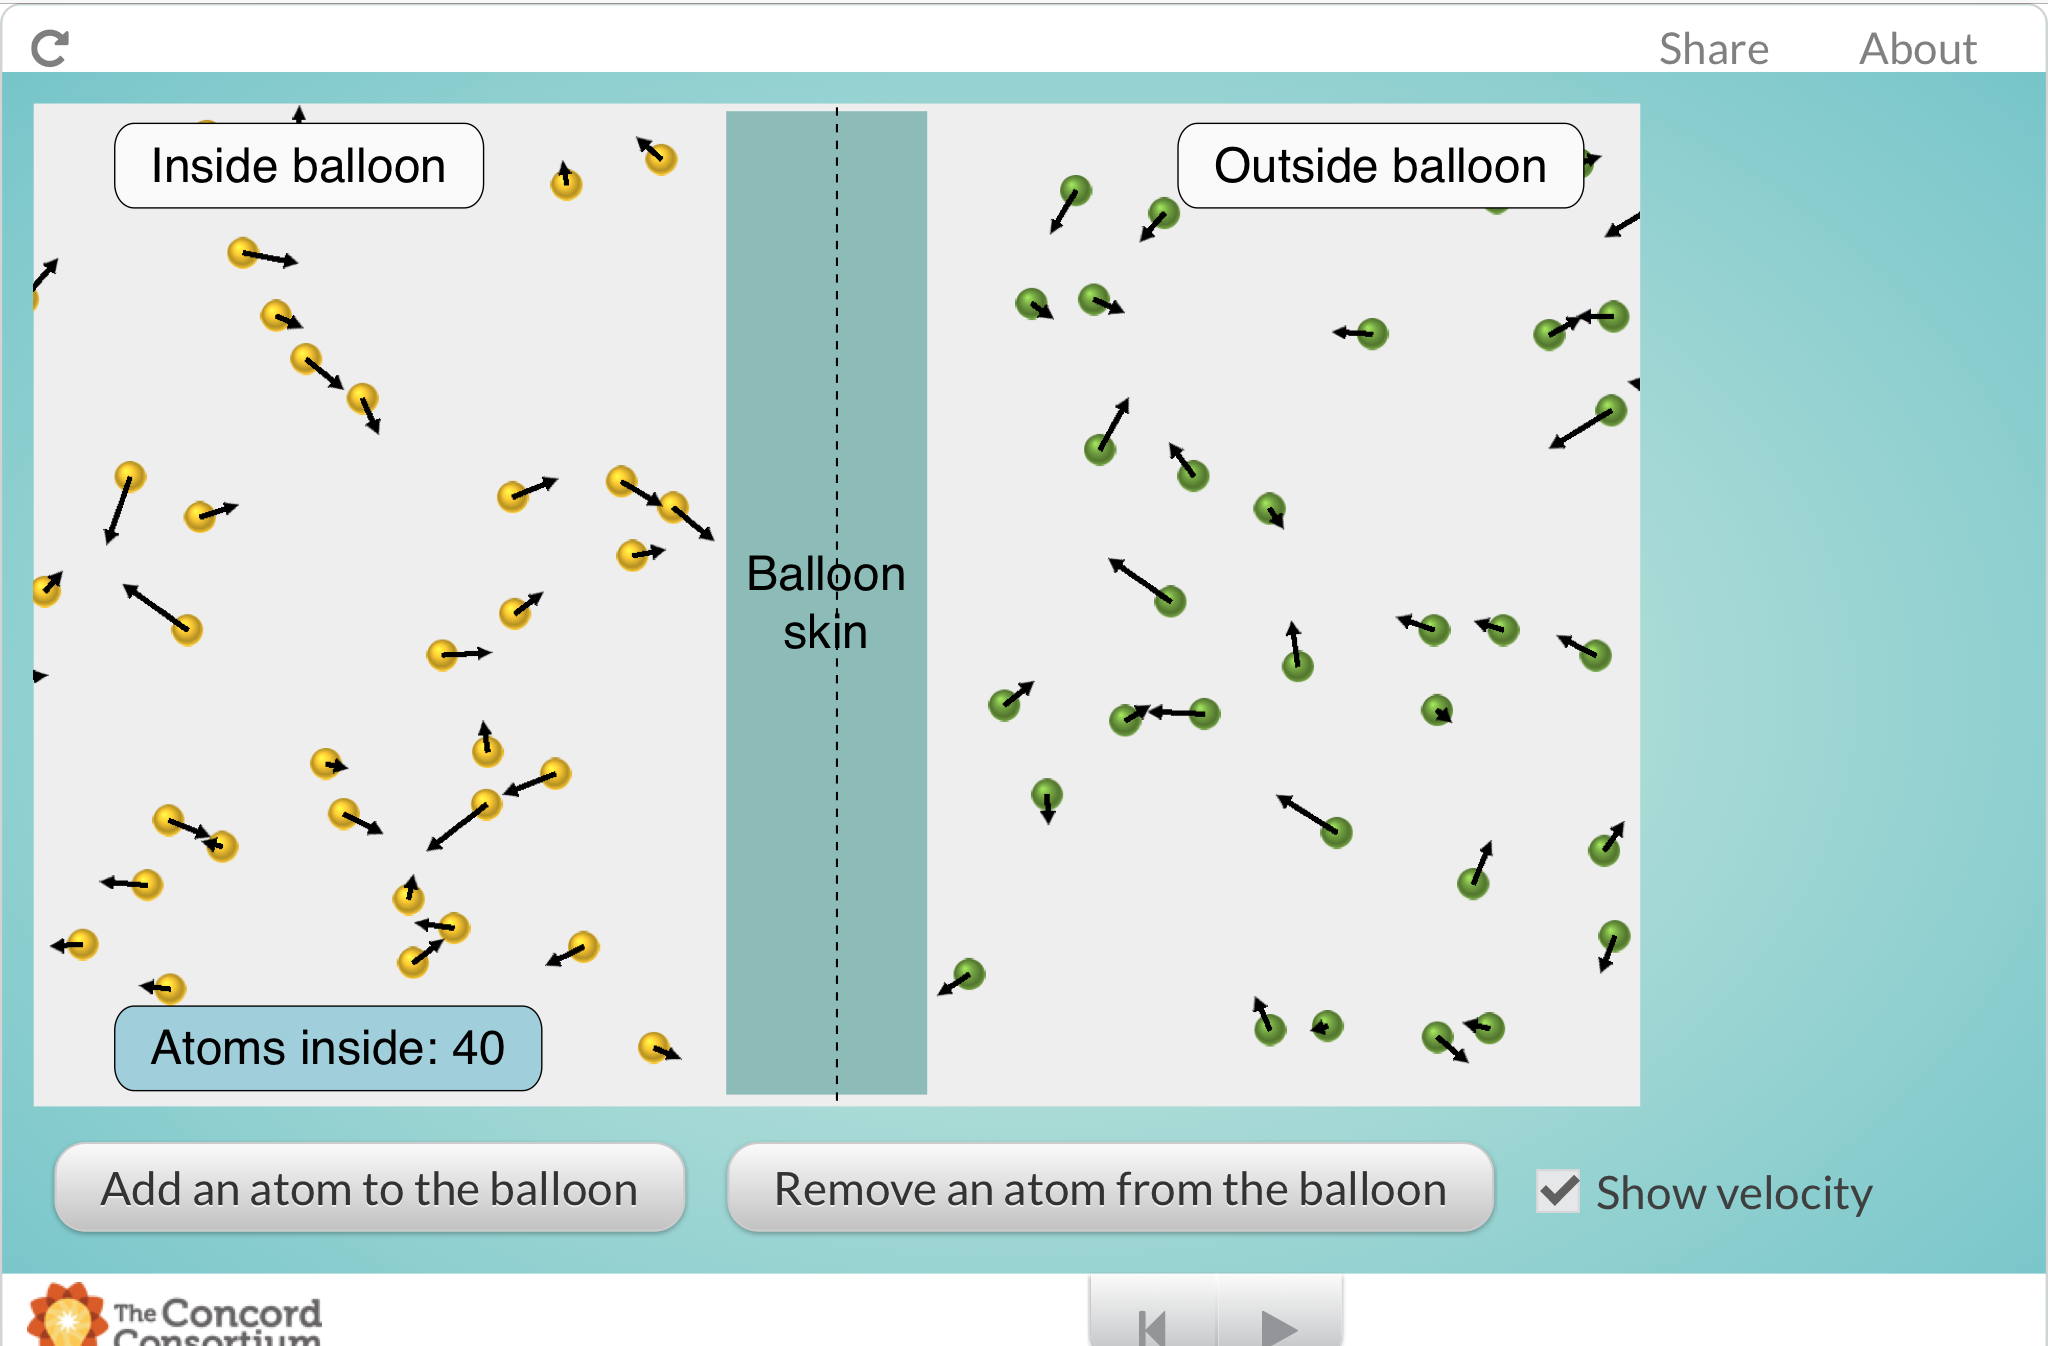 Share About
Inside balloon
Outside balloon
Balloon
skin
Atoms inside: 40
Add an atom to the balloon
Remove an atom from the balloon
Show velocity
The Concord
Consortium